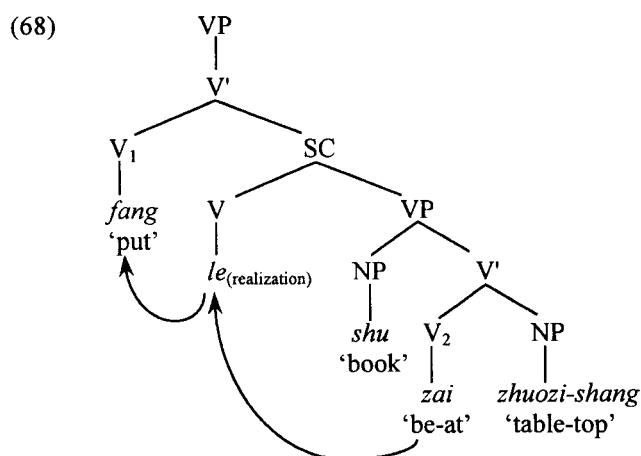 (68) VP
V'
V₁ SC
fang V VP
'put'
le(realization) NP V'
shu V₂ NP
'book'
zai zhuozi-shang
'be-at' 'table-top'